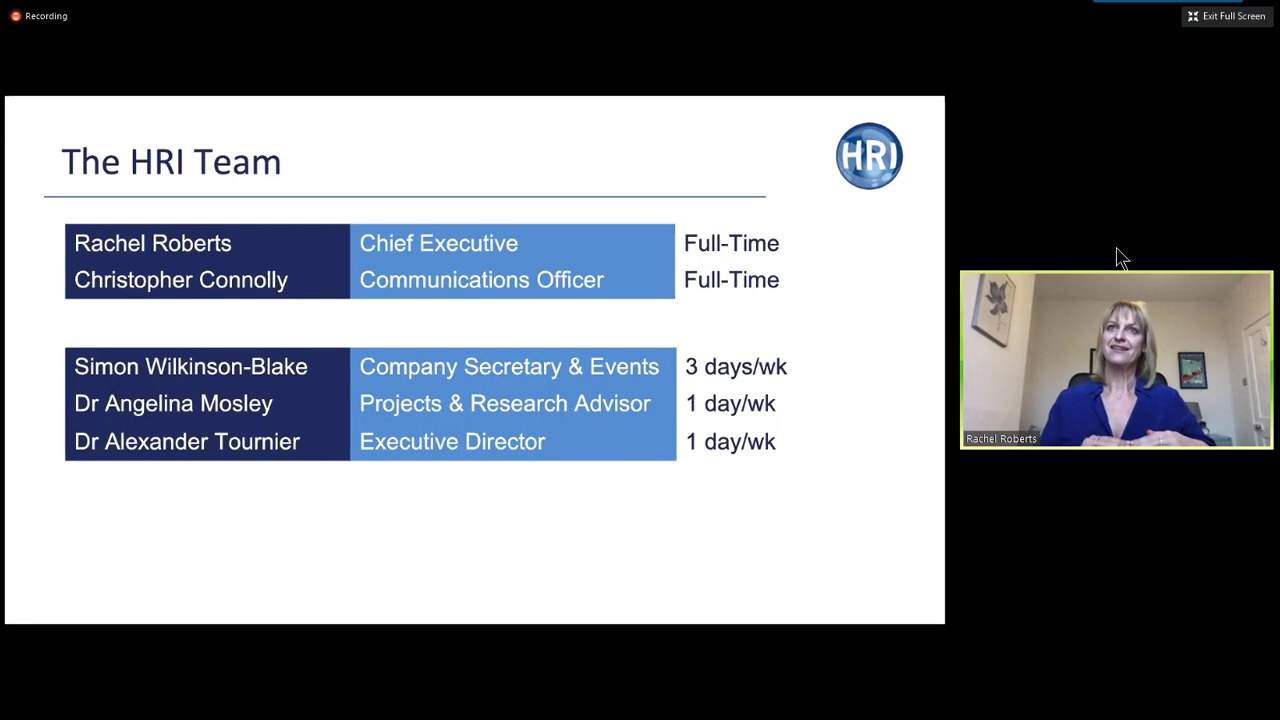 Recording
Exit Full Screen
The HRI Team
HRI
Rachel Roberts Chief Executive Full-Time
Christopher Connolly Communications Officer Full-Time
Simon Wilkinson-Blake Company Secretary & Events 3 days/wk
Dr Angelina Mosley Projects & Research Advisor 1 day/wk
Dr Alexander Tournier Executive Director 1 day/wk
Rachel Roberts